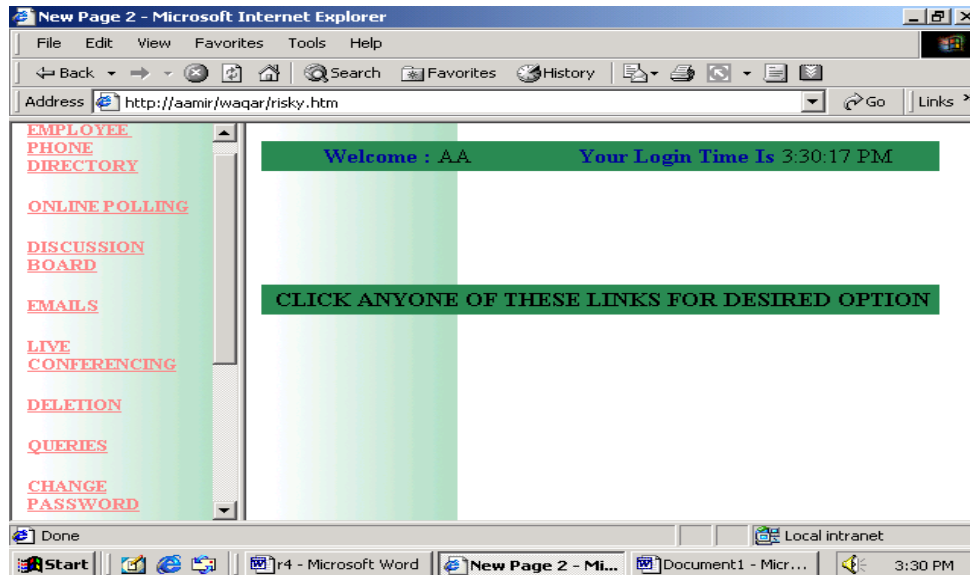 New Page 2 - Microsoft Internet Explorer
File Edit View Favorites Tools Help
Back Search Favorites History
Address http://aamir/waqar/risky.htm Go Links
EMPLOYEE
PHONE
DIRECTORY
ONLINE POLLING
DISCUSSION
BOARD
EMAILS
LIVE
CONFERENCING
DELETION
QUERIES
CHANGE
PASSWORD
Welcome : AA Your Login Time Is 3:30:17 PM
CLICK ANYONE OF THESE LINKS FOR DESIRED OPTION
Done Local intranet
Start r4 - Microsoft Word New Page 2 - Mi... Document1 - Micr... 3:30 PM